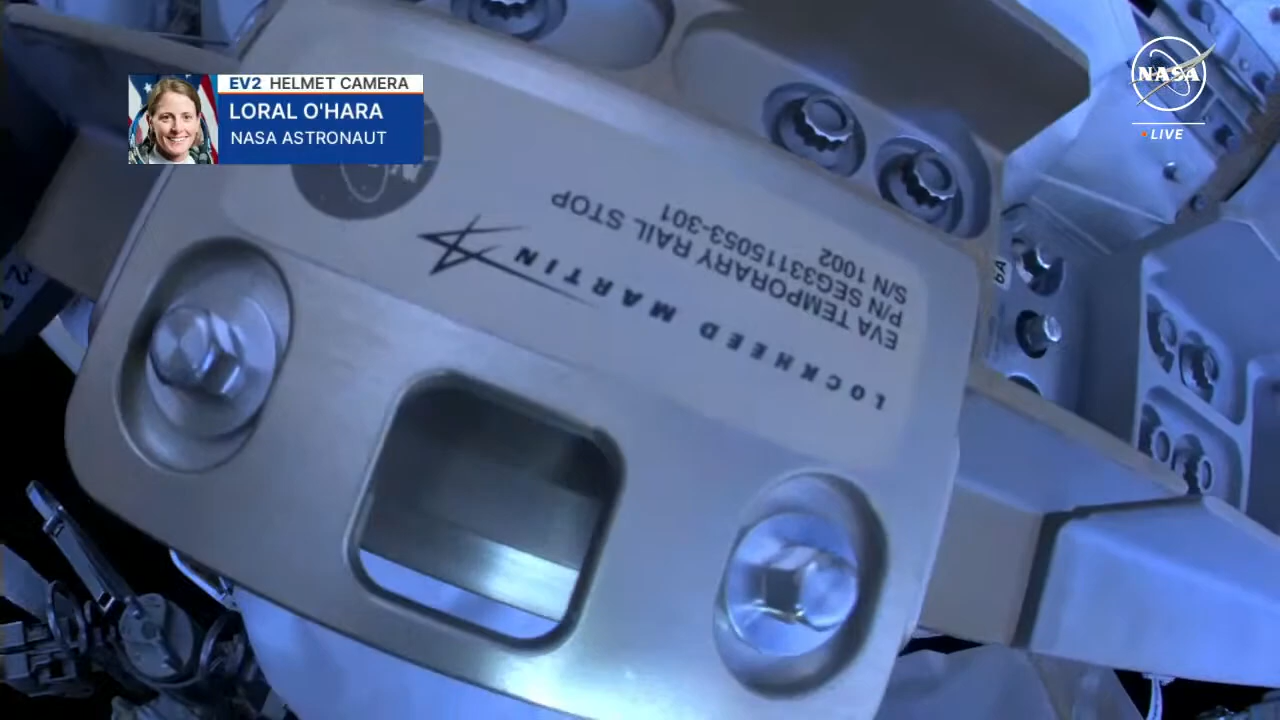 EV2 HELMET CAMERA
LORAL O'HARA
NASA ASTRONAUT
NASA
LIVE
LOCKHEED MARTIN
EVA TEMPORARY RAIL STOP
P/N SEG33115053-301
S/N 1002